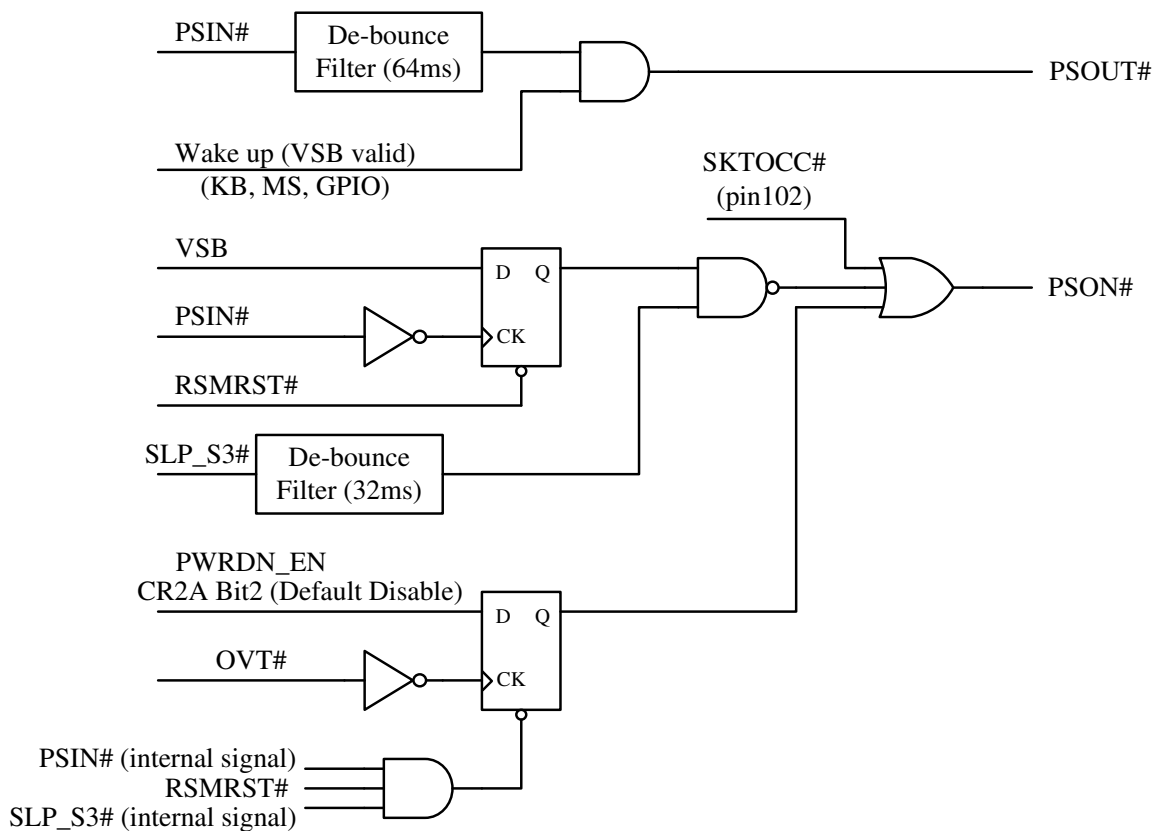 PSIN#
De-bounce
Filter (64ms)
PSOUT#
Wake up (VSB valid)
(KB, MS, GPIO)
SKTOCC#
(pin102)
VSB
D Q
PSON#
PSIN#
CK
RSMRST#
SLP_S3#
De-bounce
Filter (32ms)
PWRDN_EN
CR2A Bit2 (Default Disable)
D Q
OVT#
CK
PSIN# (internal signal)
RSMRST#
SLP_S3# (internal signal)